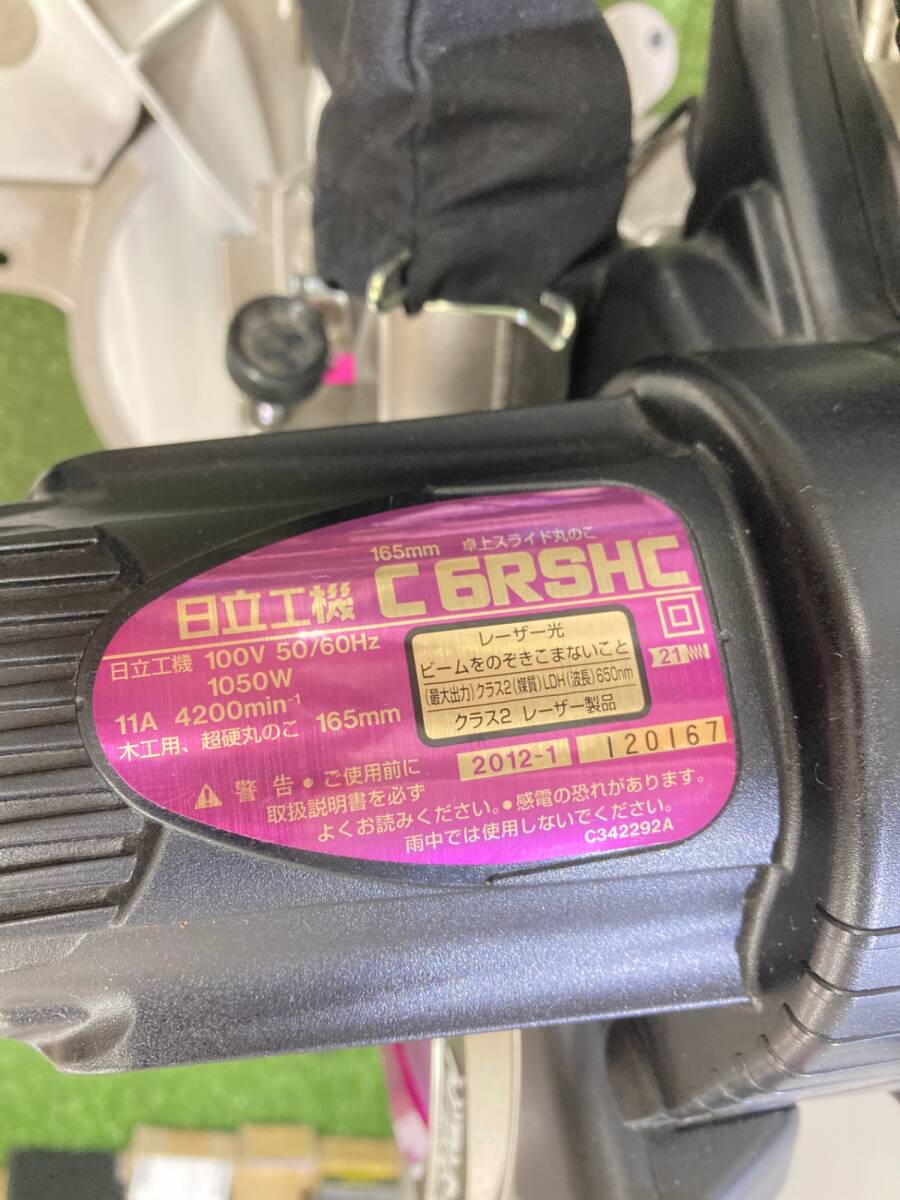 165mm 卓上スライド丸のこ
日立工機 C 6RSHC
日立工機 100V 50/60Hz
1050W
11A 4200min-1
木工用、超硬丸のこ 165mm
レーザー光
ビームをのぞきこまないこと
(最大出力)クラス2(媒質)LDH(波長)650nm
クラス2 レーザー製品
21
2012-1 120167
警告 ●ご使用前に
取扱説明書を必ず
よくお読みください。●感電の恐れがあります。
雨中では使用しないでください。
C342292A